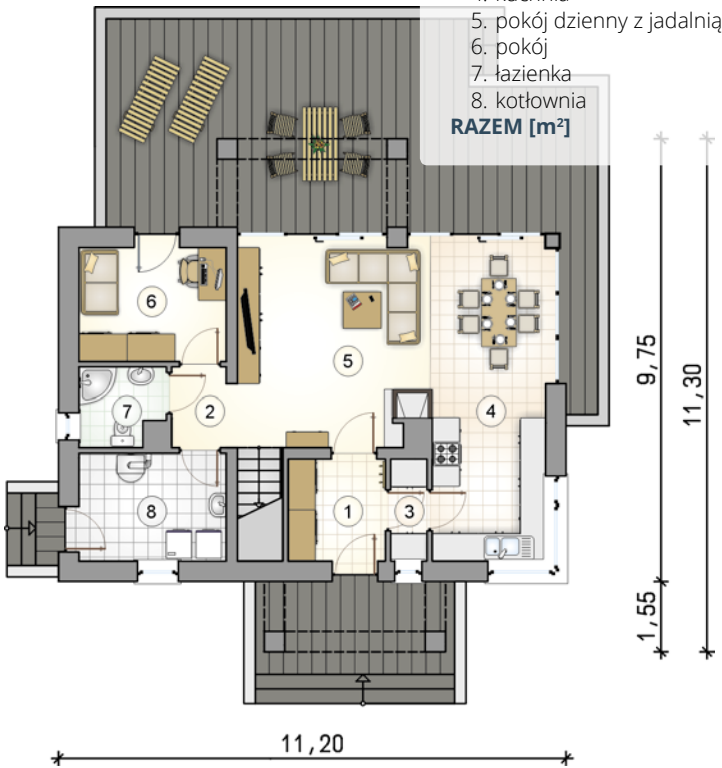 5. pokój dzienny z jadalnią
6. pokój
7. łazienka
8. kotłownia
RAZEM [m²]
6
5
7
2
4
8
1
3
9,75
11,30
1,55
11,20